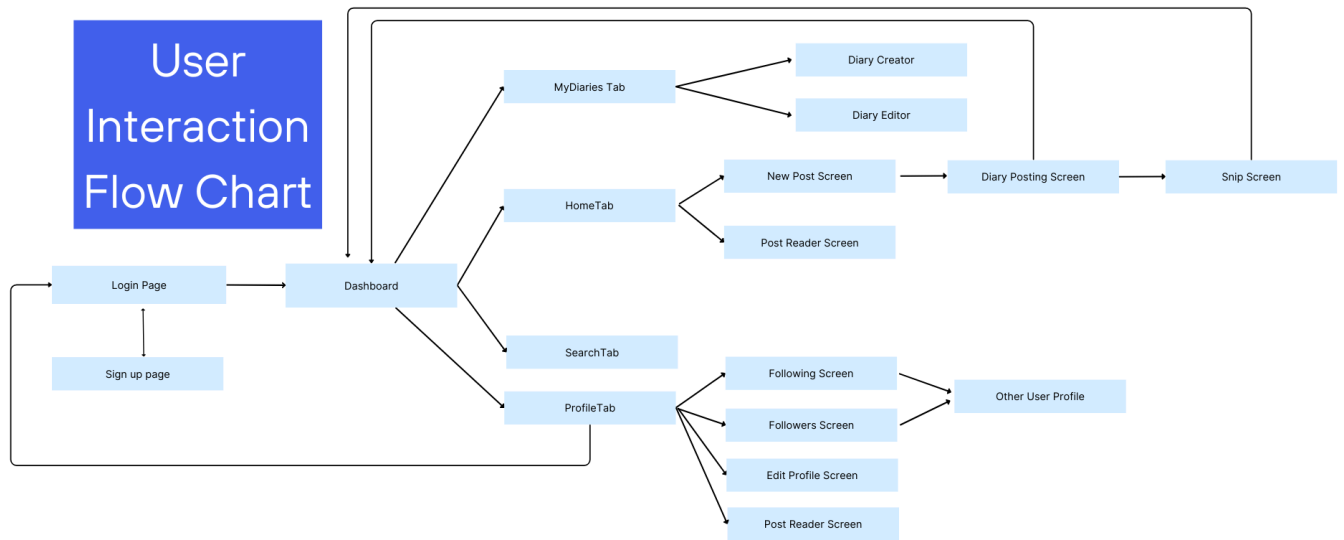 User
Interaction
Flow Chart
Diary Creator
MyDiaries Tab
Diary Editor
New Post Screen
Diary Posting Screen
Snip Screen
HomeTab
Post Reader Screen
Login Page
Dashboard
Sign up page
SearchTab
Following Screen
Other User Profile
ProfileTab
Followers Screen
Edit Profile Screen
Post Reader Screen